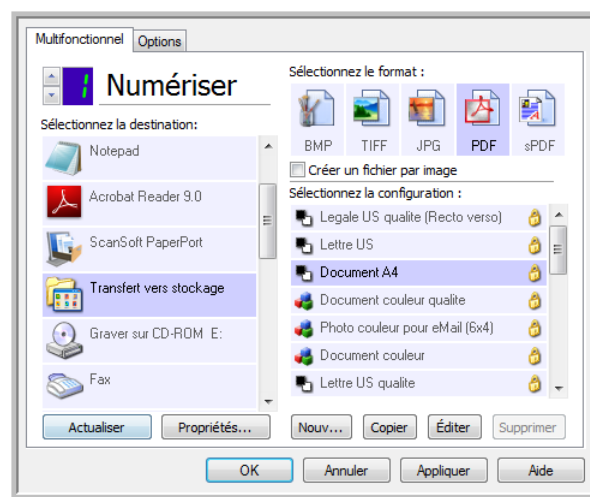 Multifonctionnel Options
1 Numériser
Sélectionnez la destination:
Notepad
Acrobat Reader 9.0
ScanSoft PaperPort
Transfert vers stockage
Graver sur CD-ROM E:
Fax
Actualiser Propriétés...
Sélectionnez le format :
BMP TIFF JPG PDF sPDF
Créer un fichier par image
Sélectionnez la configuration :
Legale US qualite (Recto verso)
Lettre US
Document A4
Document couleur qualite
Photo couleur pour eMail (6x4)
Document couleur
Lettre US qualite
Nouv... Copier Éditer Supprimer
OK Annuler Appliquer Aide